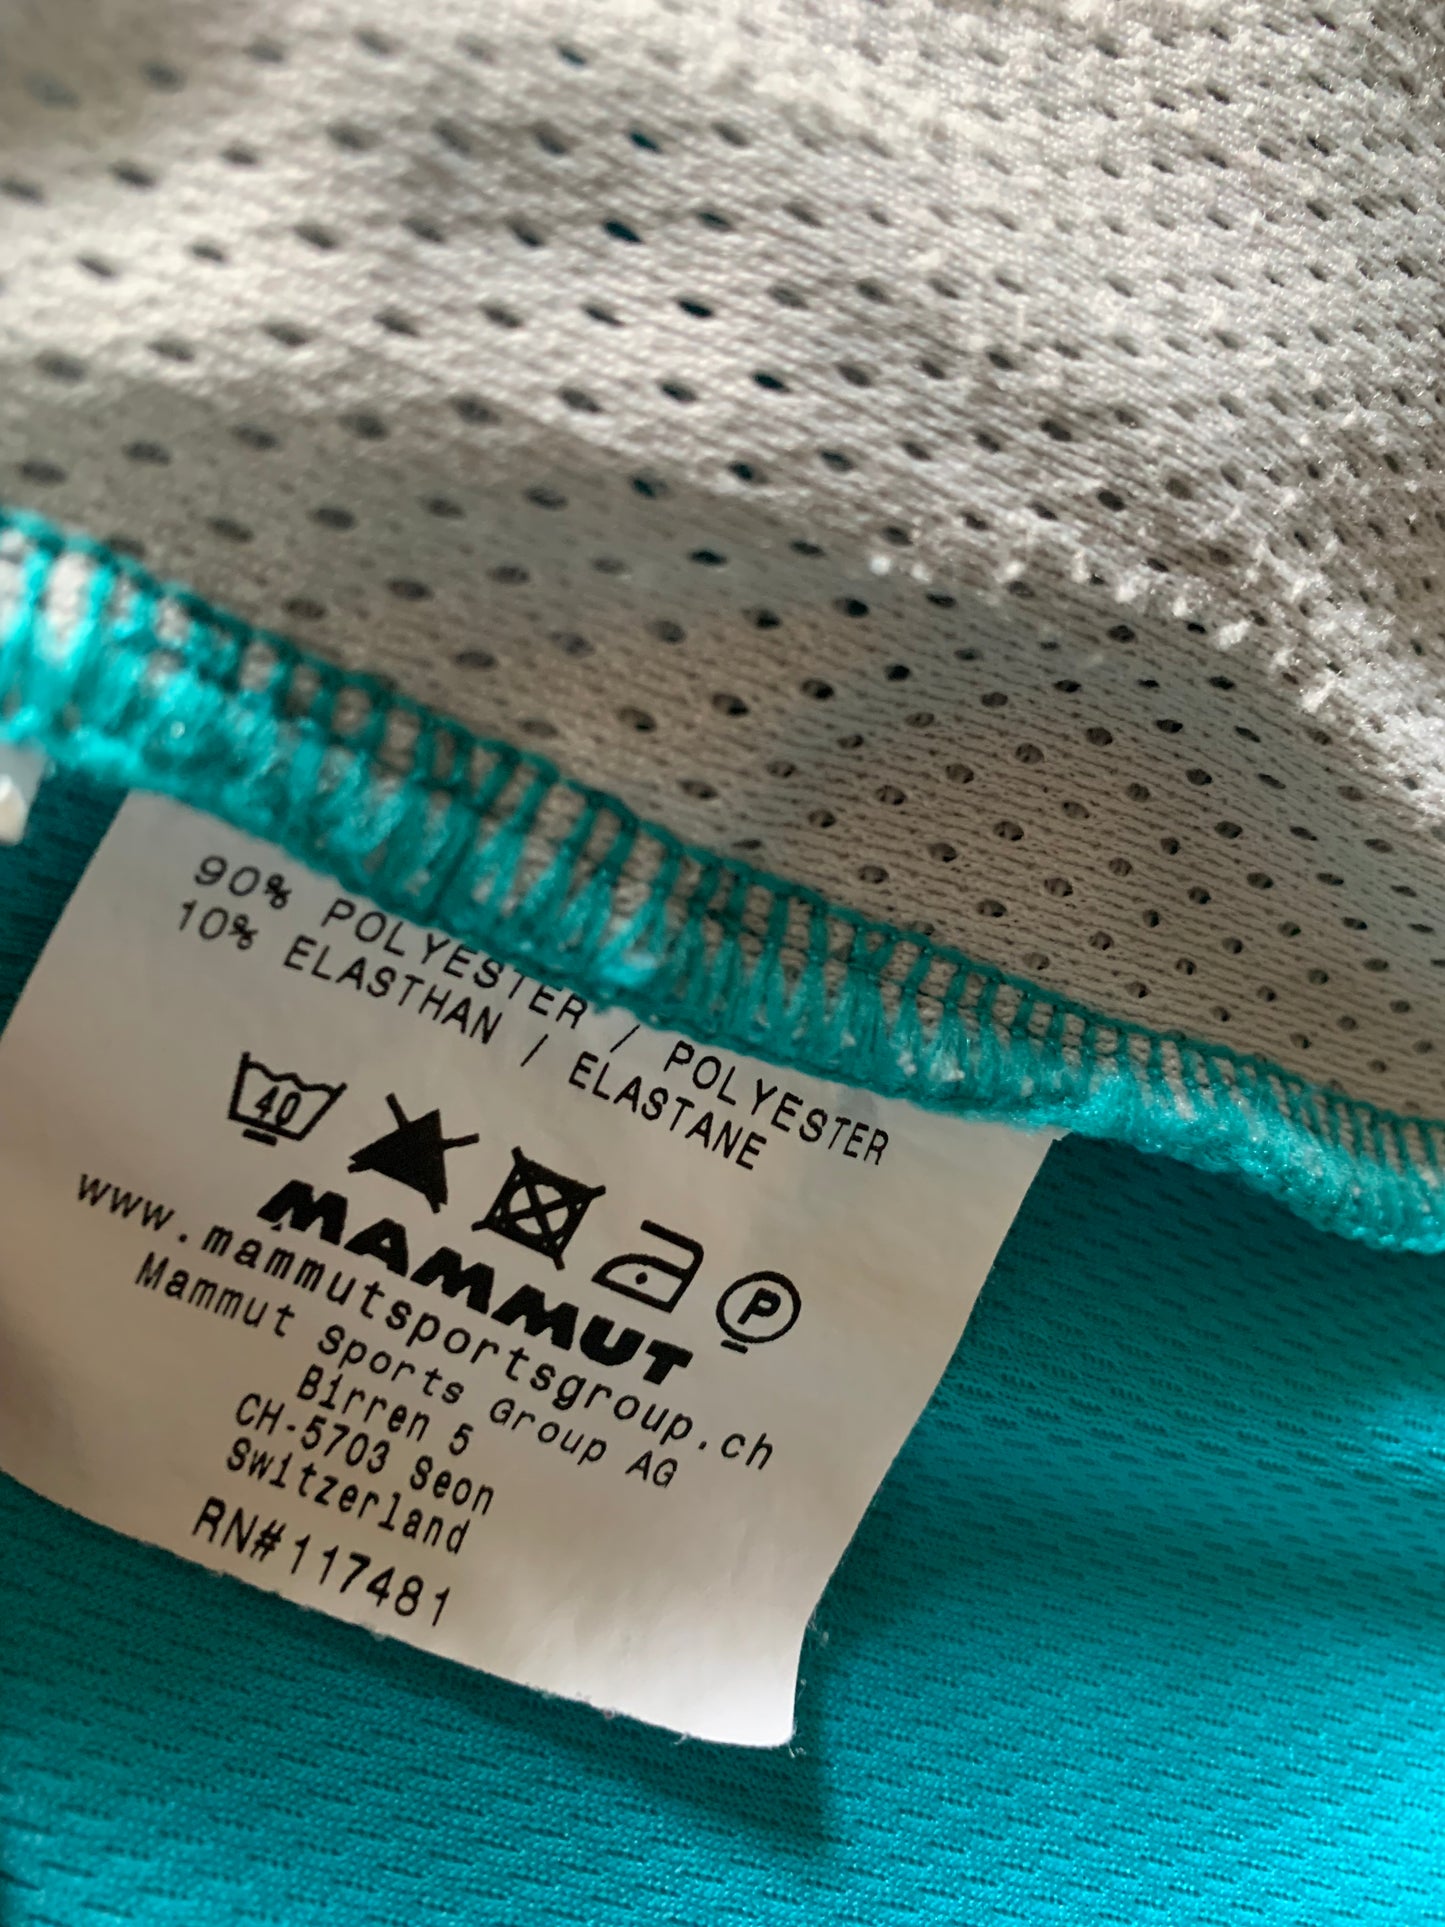 90% POLYESTER / POLYESTER
10% ELASTHAN / ELASTANE
40
P
MAMMUT
www.mammutsportsgroup.ch
Mammut Sports Group AG
Birren 5
CH-5703 Seon
Switzerland
RN#117481